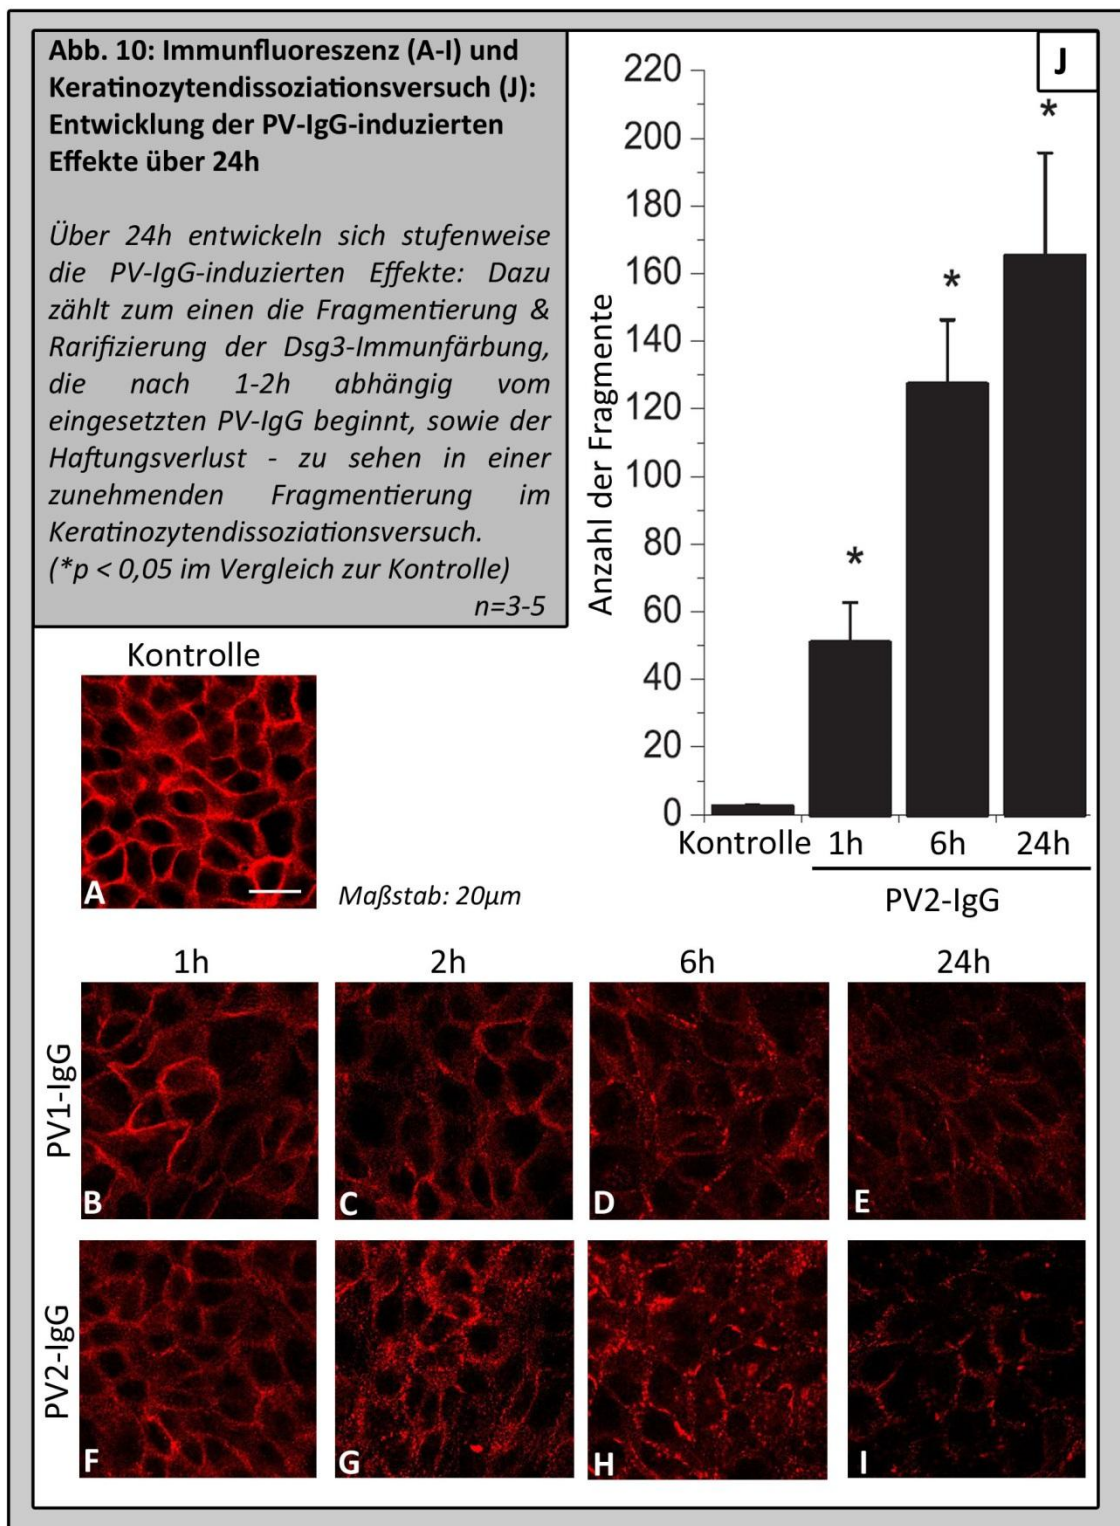 Abb. 10: Immunfluoreszenz (A-I) und
Keratinozytendissoziationsversuch (J):
Entwicklung der PV-IgG-induzierten
Effekte über 24h
Über 24h entwickeln sich stufenweise
die PV-IgG-induzierten Effekte: Dazu
zählt zum einen die Fragmentierung &
Rarifizierung der Dsg3-Immunfärbung,
die nach 1-2h abhängig vom
eingesetzten PV-IgG beginnt, sowie der
Haftungsverlust - zu sehen in einer
zunehmenden Fragmentierung im
Keratinozytendissoziationsversuch.
(*p < 0,05 im Vergleich zur Kontrolle)
n=3-5
J
Anzahl der Fragmente
220
200
180
160
140
120
100
80
60
40
20
0
*
*
*
Kontrolle 1h 6h 24h
PV2-IgG
Kontrolle
A
Maßstab: 20µm
1h 2h 6h 24h
PV1-IgG
B C D E
PV2-IgG
F G H I